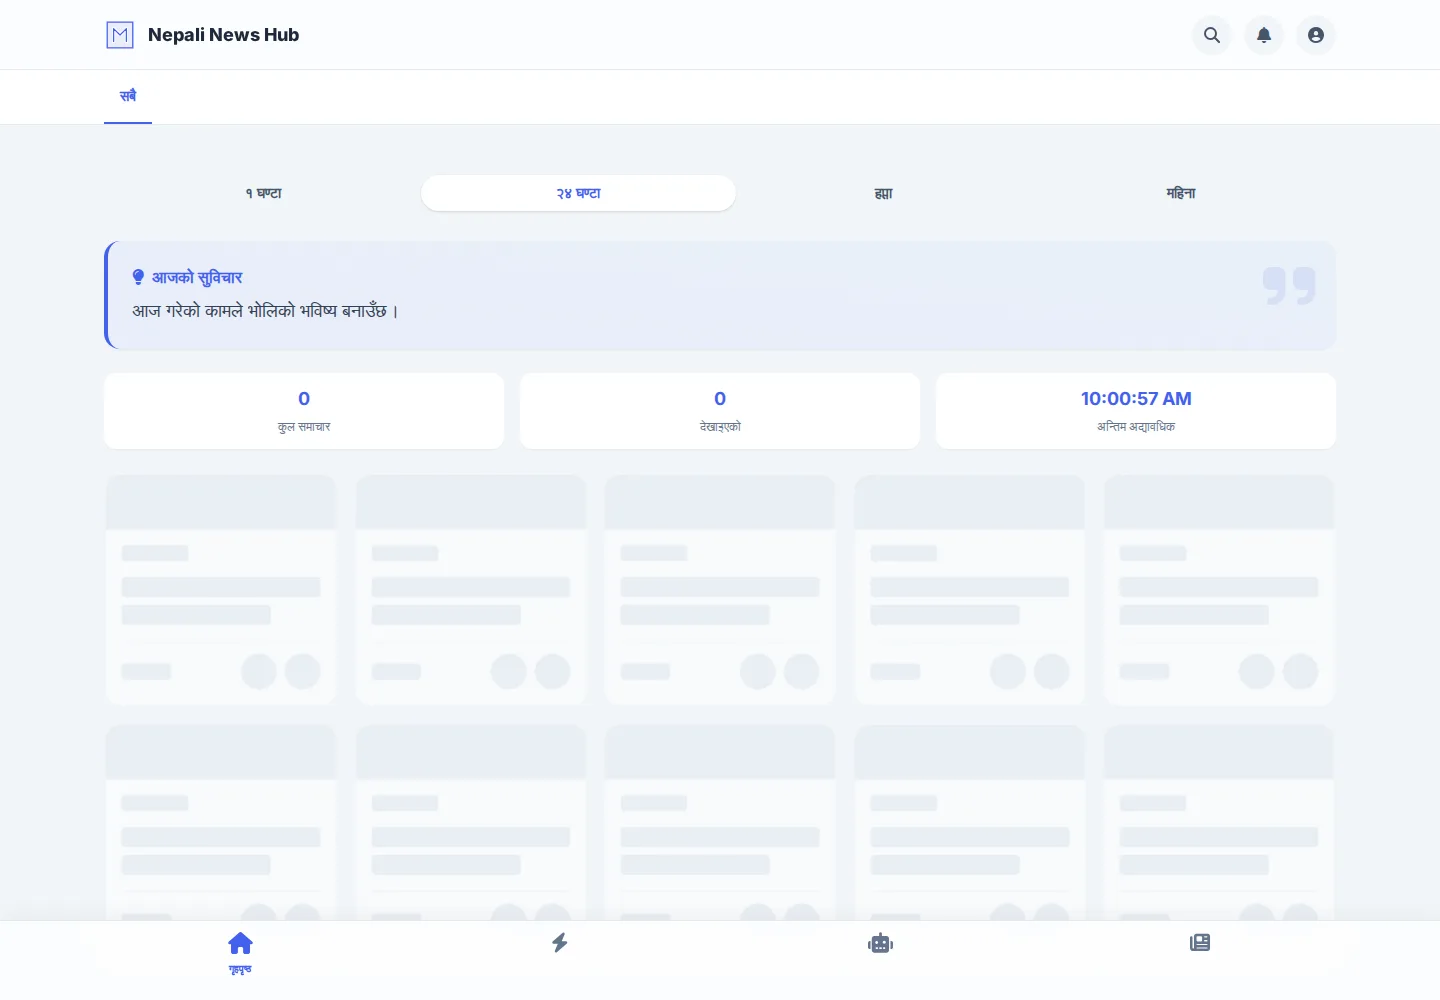 Nepali News Hub
सबै
१ घण्टा
२४ घण्टा
हप्ता
महिना
आजको सुविचार
आज गरेको कामले भोलिको भविष्य बनाउँछ।
0
कुल समाचार
0
देखाइएको
10:00:57 AM
अन्तिम अद्यावधिक
गृहपृष्ठ